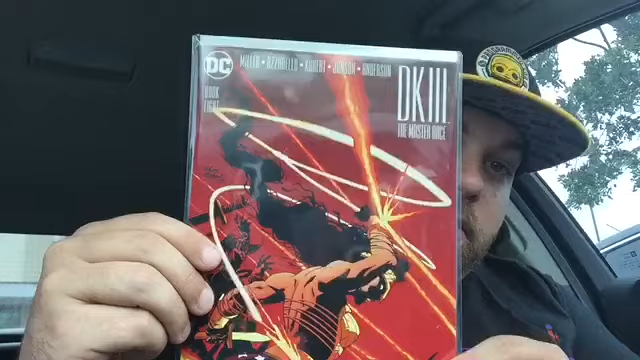 DC
MILLER • AZZARELLO • KUBERT • JANSON • ANDERSON
BOOK
EIGHT
DKIII
THE MASTER RACE